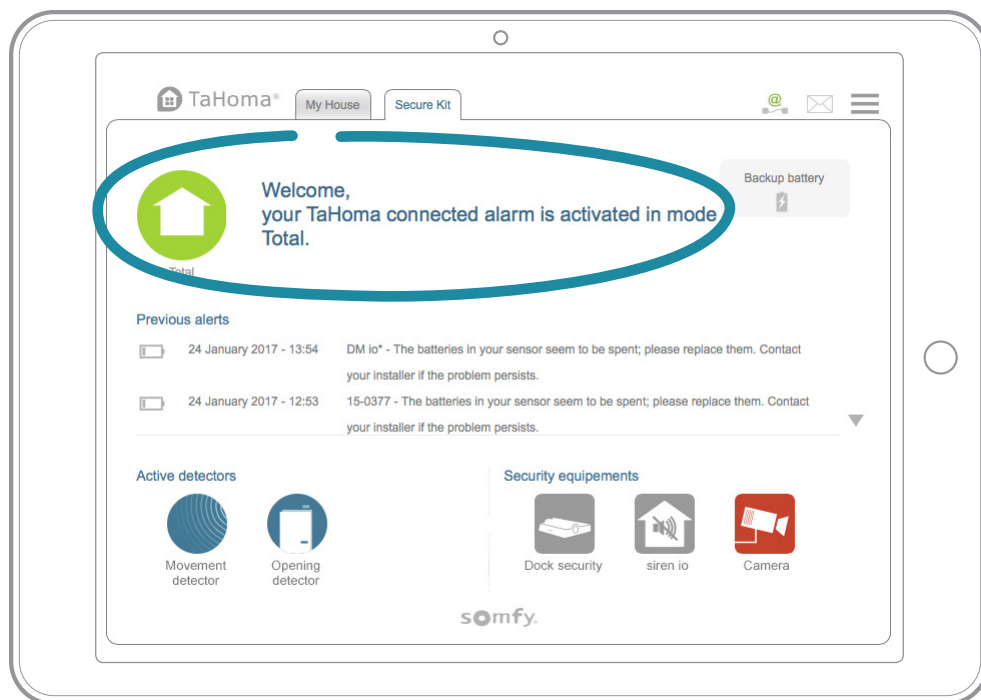 TaHoma®
My House
Secure Kit
@
Backup battery
Welcome,
your TaHoma connected alarm is activated in mode
Total.
Total
Previous alerts
24 January 2017 - 13:54
DM io* - The batteries in your sensor seem to be spent; please replace them. Contact
your installer if the problem persists.
24 January 2017 - 12:53
15-0377 - The batteries in your sensor seem to be spent; please replace them. Contact
your installer if the problem persists.
Active detectors
Movement
detector
Opening
detector
Security equipements
Dock security
siren io
Camera
somfy.